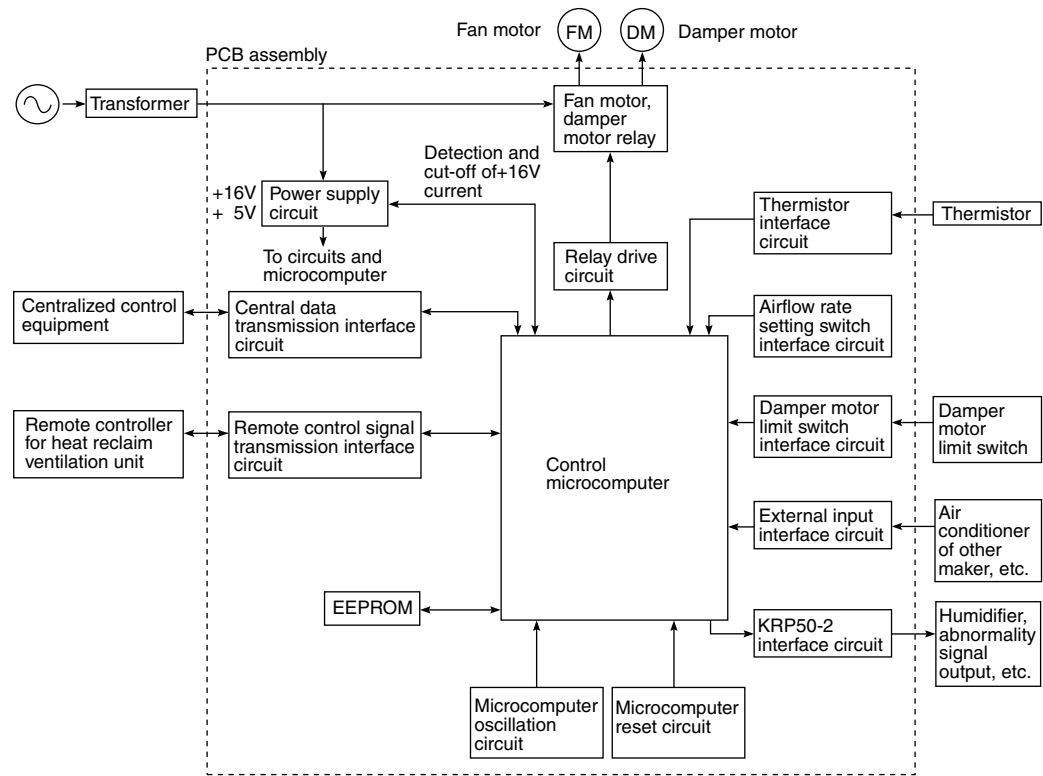 Fan motor
FM
DM
Damper motor
PCB assembly
Transformer
Fan motor,
damper
motor relay
Detection and
cut-off of+16V
current
+16V
+ 5V
Power supply
circuit
To circuits and
microcomputer
Relay drive
circuit
Thermistor
interface
circuit
Thermistor
Centralized control
equipment
Central data
transmission interface
circuit
Airflow rate
setting switch
interface circuit
Remote controller
for heat reclaim
ventilation unit
Remote control signal
transmission interface
circuit
Control
microcomputer
Damper motor
limit switch
interface circuit
Damper
motor
limit switch
External input
interface circuit
Air
conditioner
of other
maker, etc.
EEPROM
KRP50-2
interface circuit
Humidifier,
abnormality
signal
output, etc.
Microcomputer
oscillation
circuit
Microcomputer
reset circuit